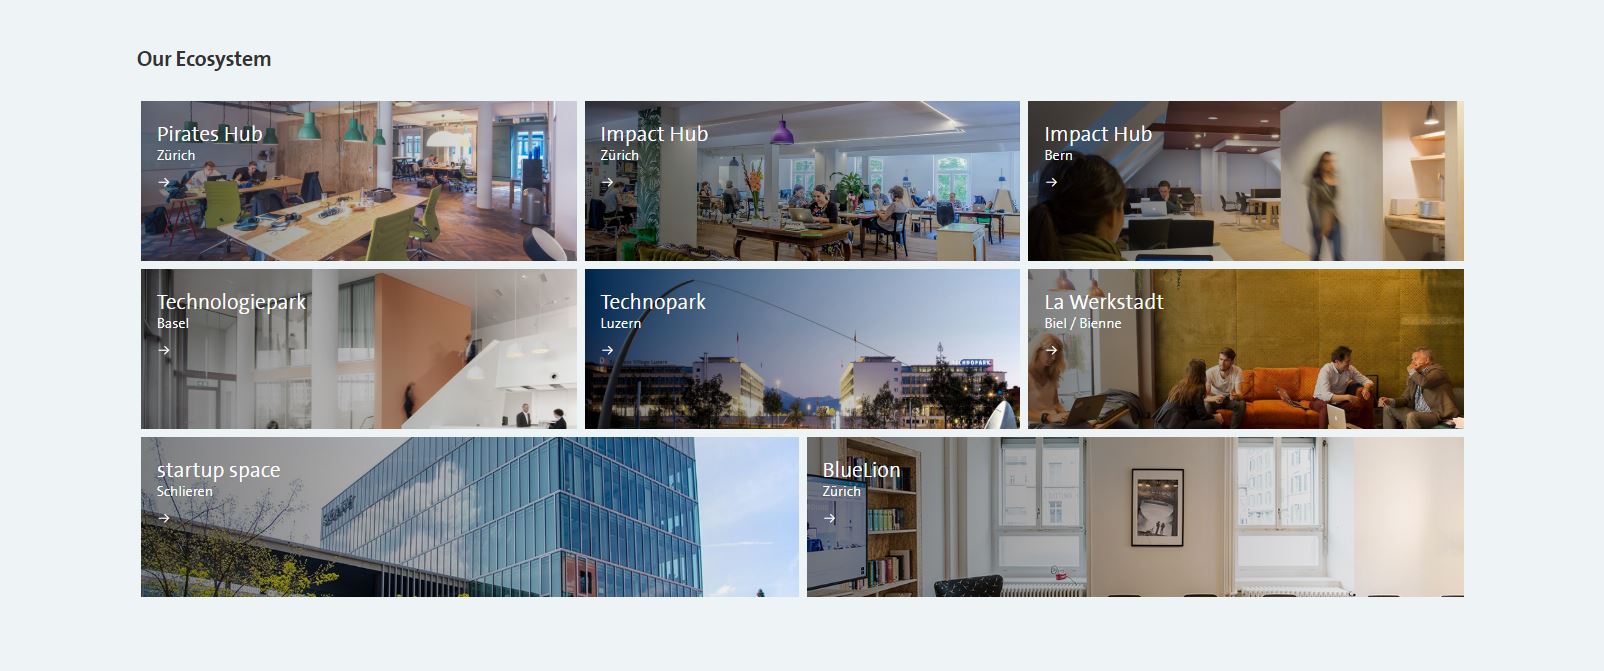 Our Ecosystem
Pirates Hub
Zürich
→
Impact Hub
Zürich
→
Impact Hub
Bern
→
Technologiepark
Basel
→
Technopark
Luzern
→
La Werkstadt
Biel / Bienne
→
TECHNOPARK
startup space
Schlieren
→
BlueLion
Zürich
→